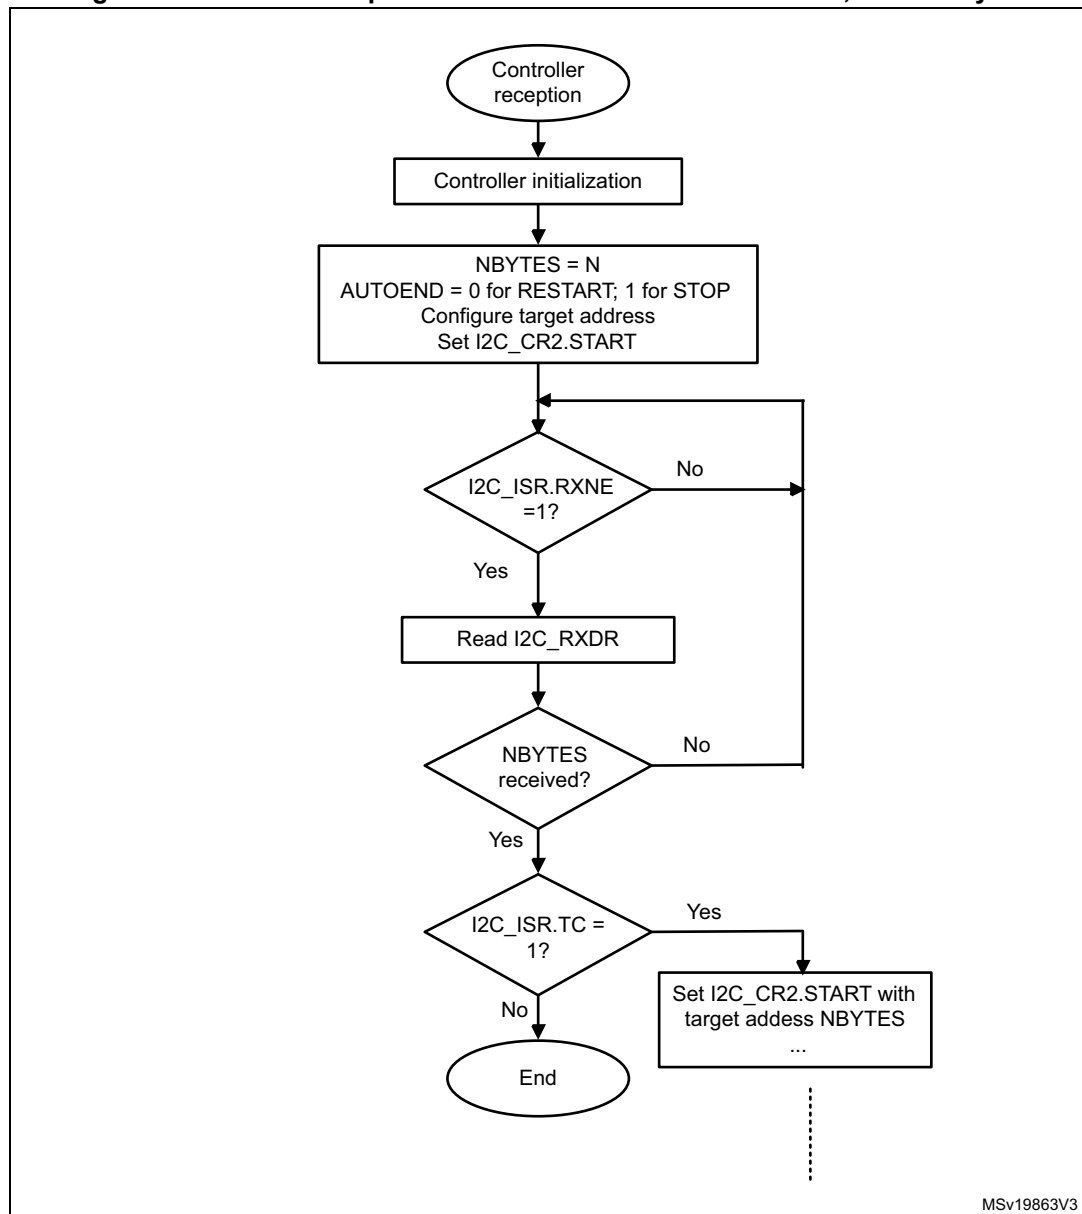 Controller
reception
Controller initialization
NBYTES = N
AUTOEND = 0 for RESTART; 1 for STOP
Configure target address
Set I2C_CR2.START
No
I2C_ISR.RXNE
=1?
Yes
Read I2C_RXDR
No
NBYTES
received?
Yes
Yes
I2C_ISR.TC =
1?
Set I2C_CR2.START with
target addess NBYTES
...
No
End
MSv19863V3